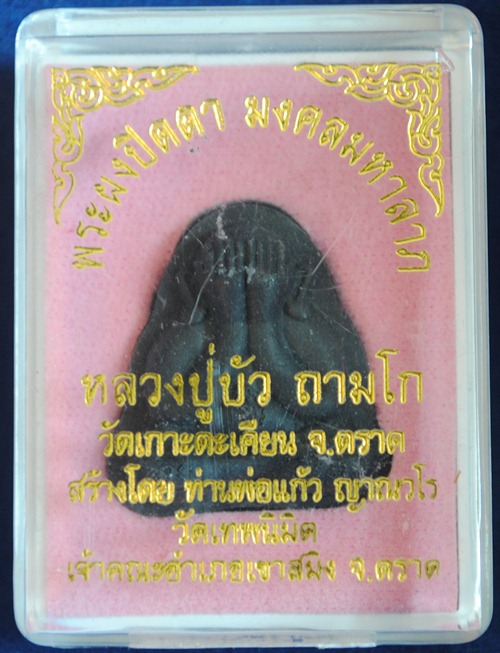 พระผงปิดตา มงคลมหาลาภ
หลวงปู่บัว ถามโก
วัดเกาะตะเคียน จ.ตราด
สร้างโดย ท่านพ่อแก้ว ญาณวโร
วัดเทพนิมิต
เจ้าคณะอำเภอเขาสมิง จ.ตราด